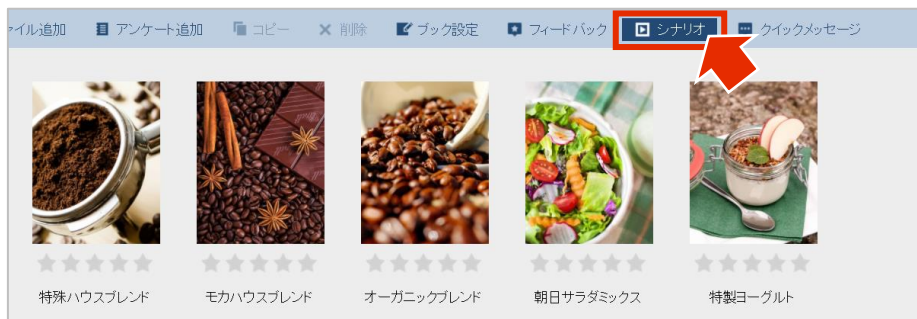 ァイル追加 アンケート追加 コピー 削除 ブック設定 フィードバック シナリオ クイックメッセージ
特殊ハウスブレンド モカハウスブレンド オーガニックブレンド 朝日サラダミックス 特製ヨーグルト